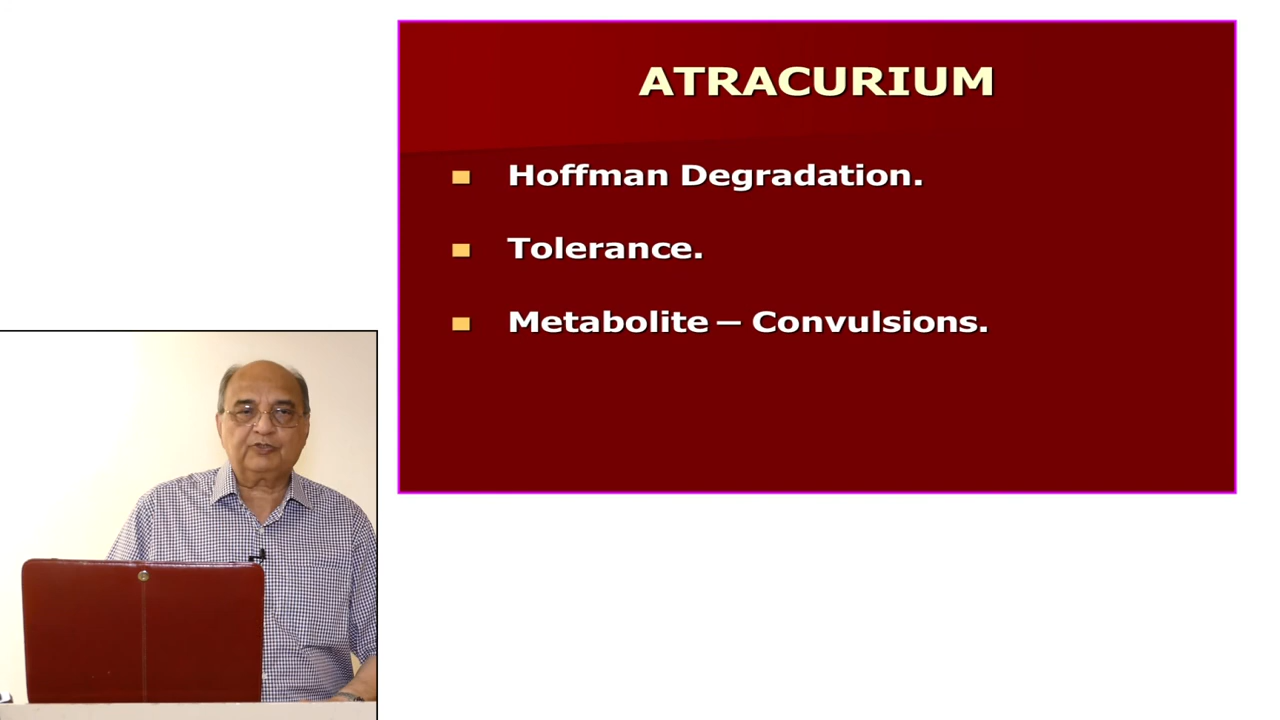 ATRACURIUM
Hoffman Degradation.
Tolerance.
Metabolite – Convulsions.